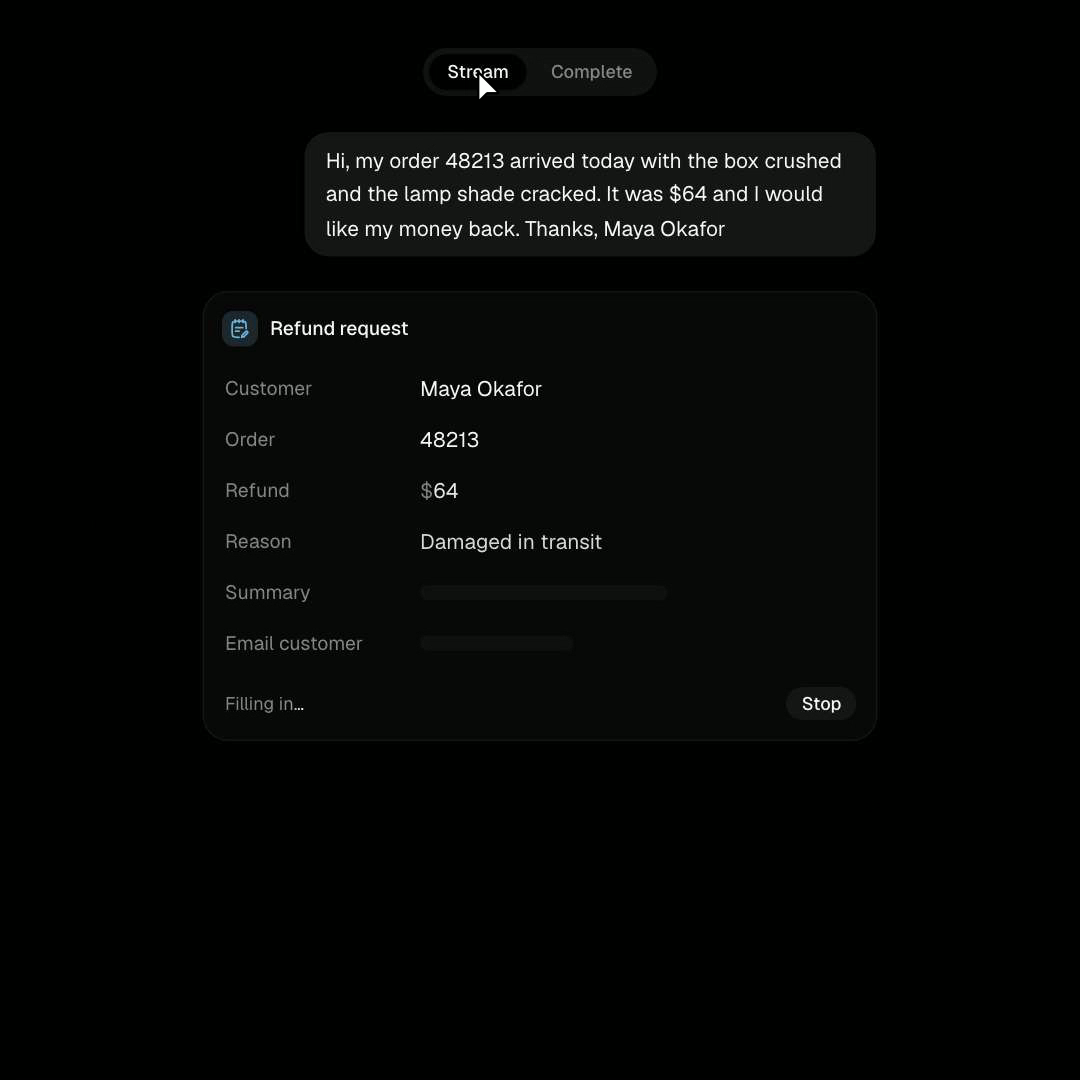 Stream
Complete
Hi, my order 48213 arrived today with the box crushed
and the lamp shade cracked. It was $64 and I would
like my money back. Thanks, Maya Okafor
Refund request
Customer
Maya Okafor
Order
48213
Refund
$64
Reason
Damaged in transit
Summary
Email customer
Filling in…
Stop